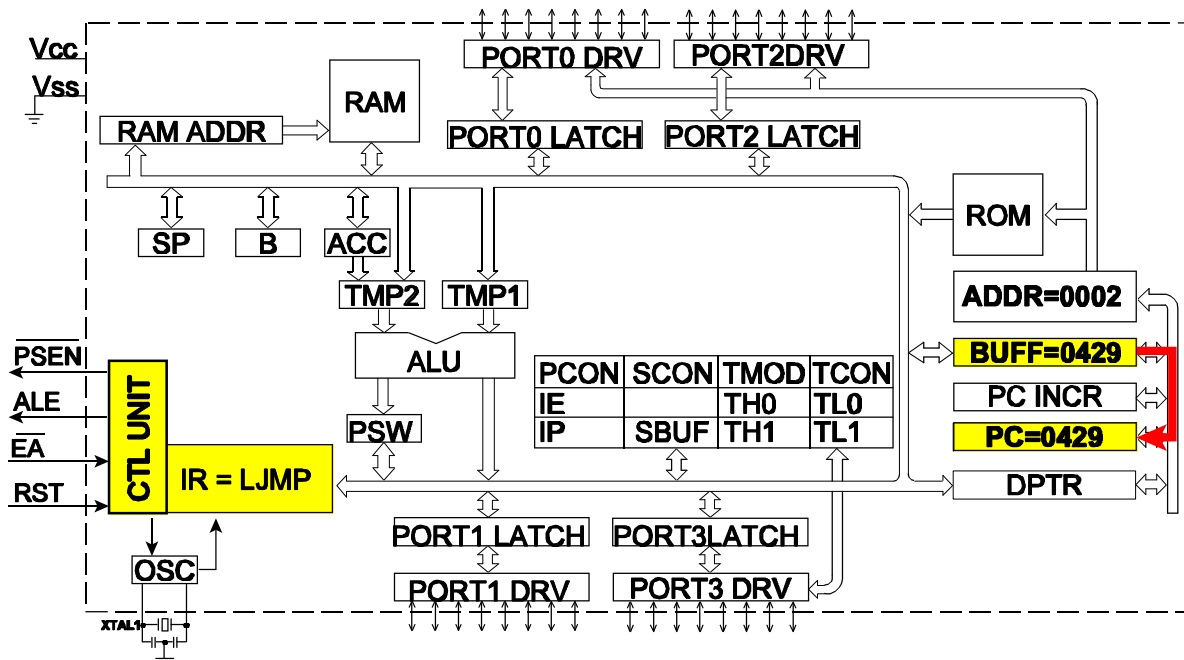 Vcc
Vss
PORT0 DRV
PORT2DRV
RAM
RAM ADDR
PORT0 LATCH
PORT2 LATCH
ROM
SP
B
ACC
TMP2
TMP1
ADDR=0002
ALU
BUFF=0429
PC INCR
PC=0429
DPTR
PCON SCON TMOD TCON
IE TH0 TL0
IP SBUF TH1 TL1
PSW
PSEN
ALE
EA
RST
CTL UNIT
IR = LJMP
PORT1 LATCH
PORT3LATCH
OSC
PORT1 DRV
PORT3 DRV
XTAL1